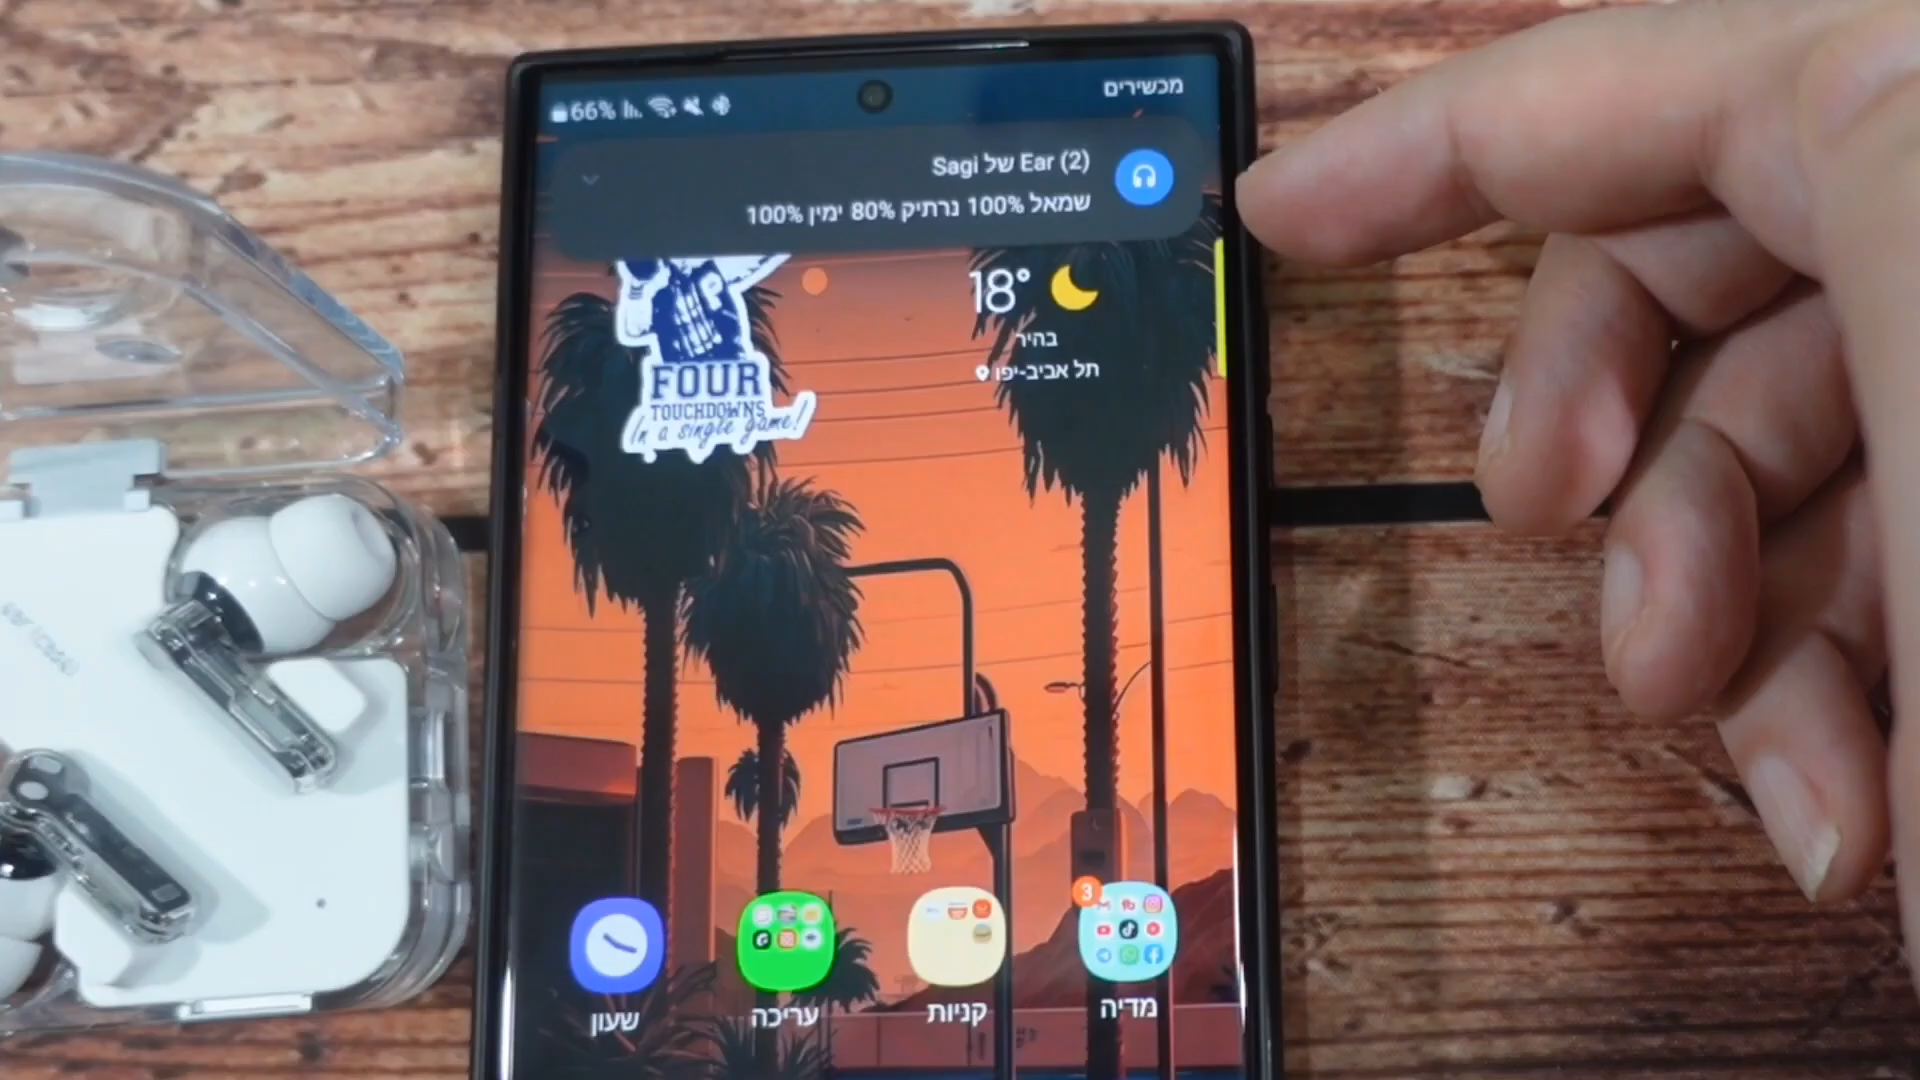 מכשירים
66%
Ear (2) של Sagi
שמאל 100% נרתיק 80% ימין 100%
18°
בהיר
תל אביב-יפו
P
FOUR
TOUCHDOWNS
In a single game!
3
מדיה
קניות
עריכה
שעון